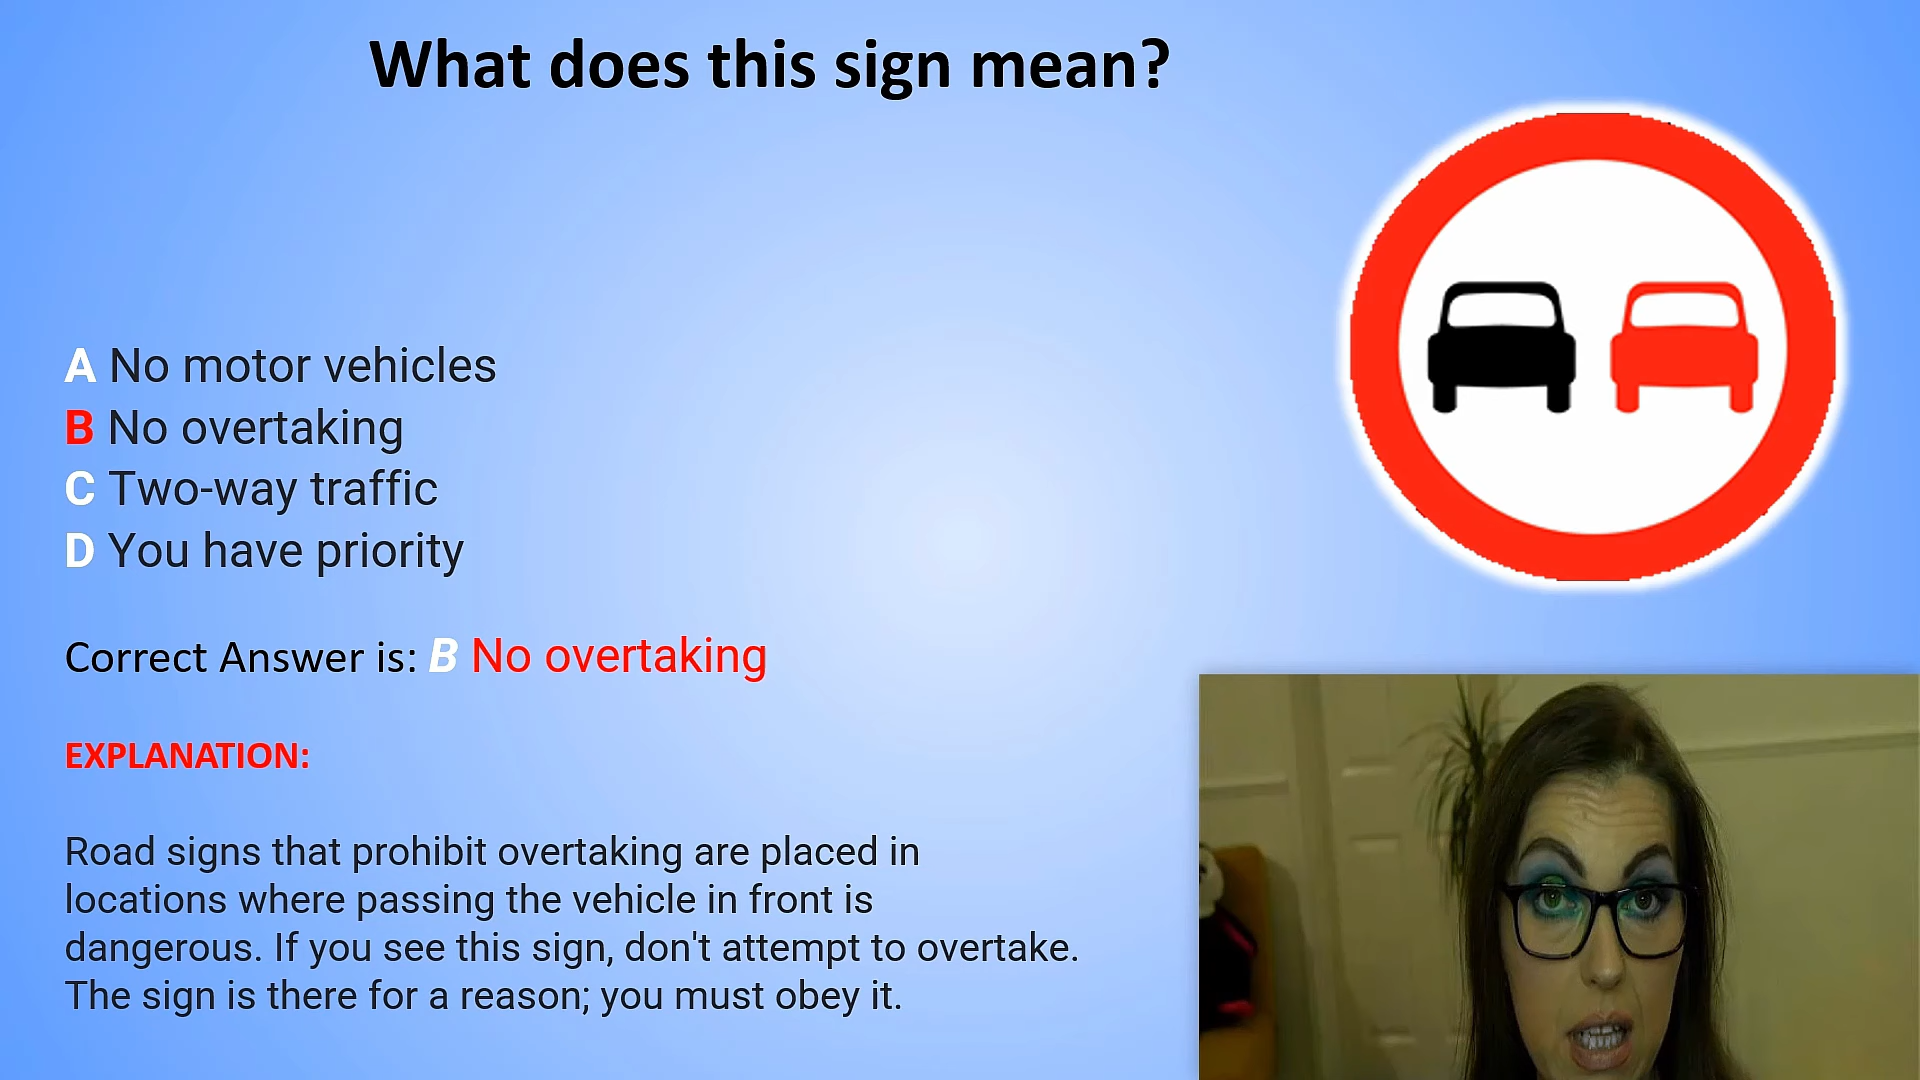 What does this sign mean?
A No motor vehicles
B No overtaking
C Two-way traffic
D You have priority
Correct Answer is: B No overtaking
EXPLANATION:
Road signs that prohibit overtaking are placed in
locations where passing the vehicle in front is
dangerous. If you see this sign, don't attempt to overtake.
The sign is there for a reason; you must obey it.